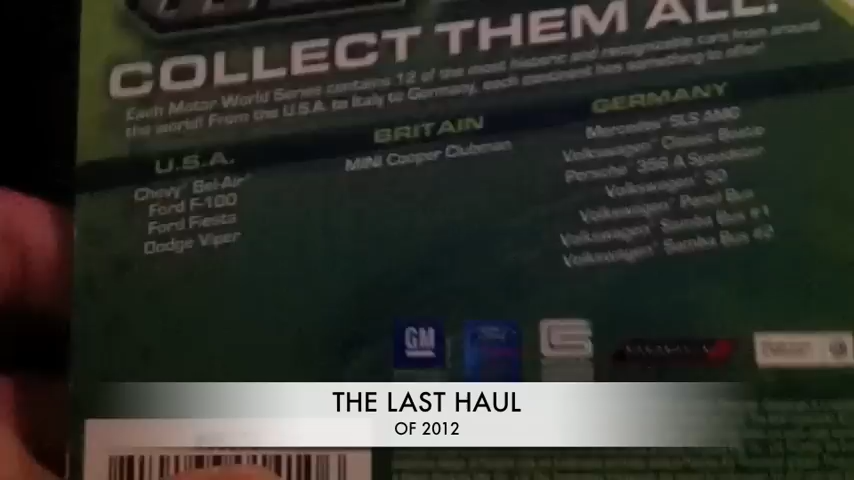 COLLECT THEM ALL!
Each Motor World Series contains 12 of the most historic and recognizable cars from around
the world! From the U.S.A. to Italy to Germany, each continent has something to offer!
U.S.A.
Chevy Bel-Air
Ford F-100
Ford Fiesta
Dodge Viper
BRITAIN
MINI Cooper Clubman
GERMANY
Mercedes SLS AMG
Volkswagen Classic Beetle
Porsche 356 A Speedster
Volkswagen 30
Volkswagen Panel Bus
Volkswagen Samba Bus #1
Volkswagen Samba Bus #2
GM
THE LAST HAUL
OF 2012